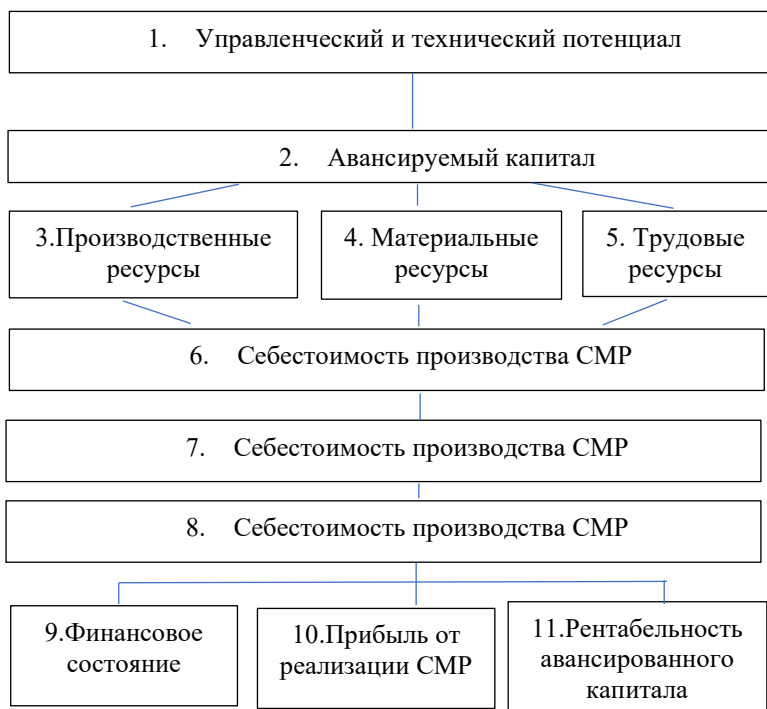 1. Управленческий и технический потенциал
2. Авансируемый капитал
3.Производственные
ресурсы
4. Материальные
ресурсы
5. Трудовые
ресурсы
6. Себестоимость производства СМР
7. Себестоимость производства СМР
8. Себестоимость производства СМР
9.Финансовое
состояние
10.Прибыль от
реализации СМР
11.Рентабельность
авансированного
капитала